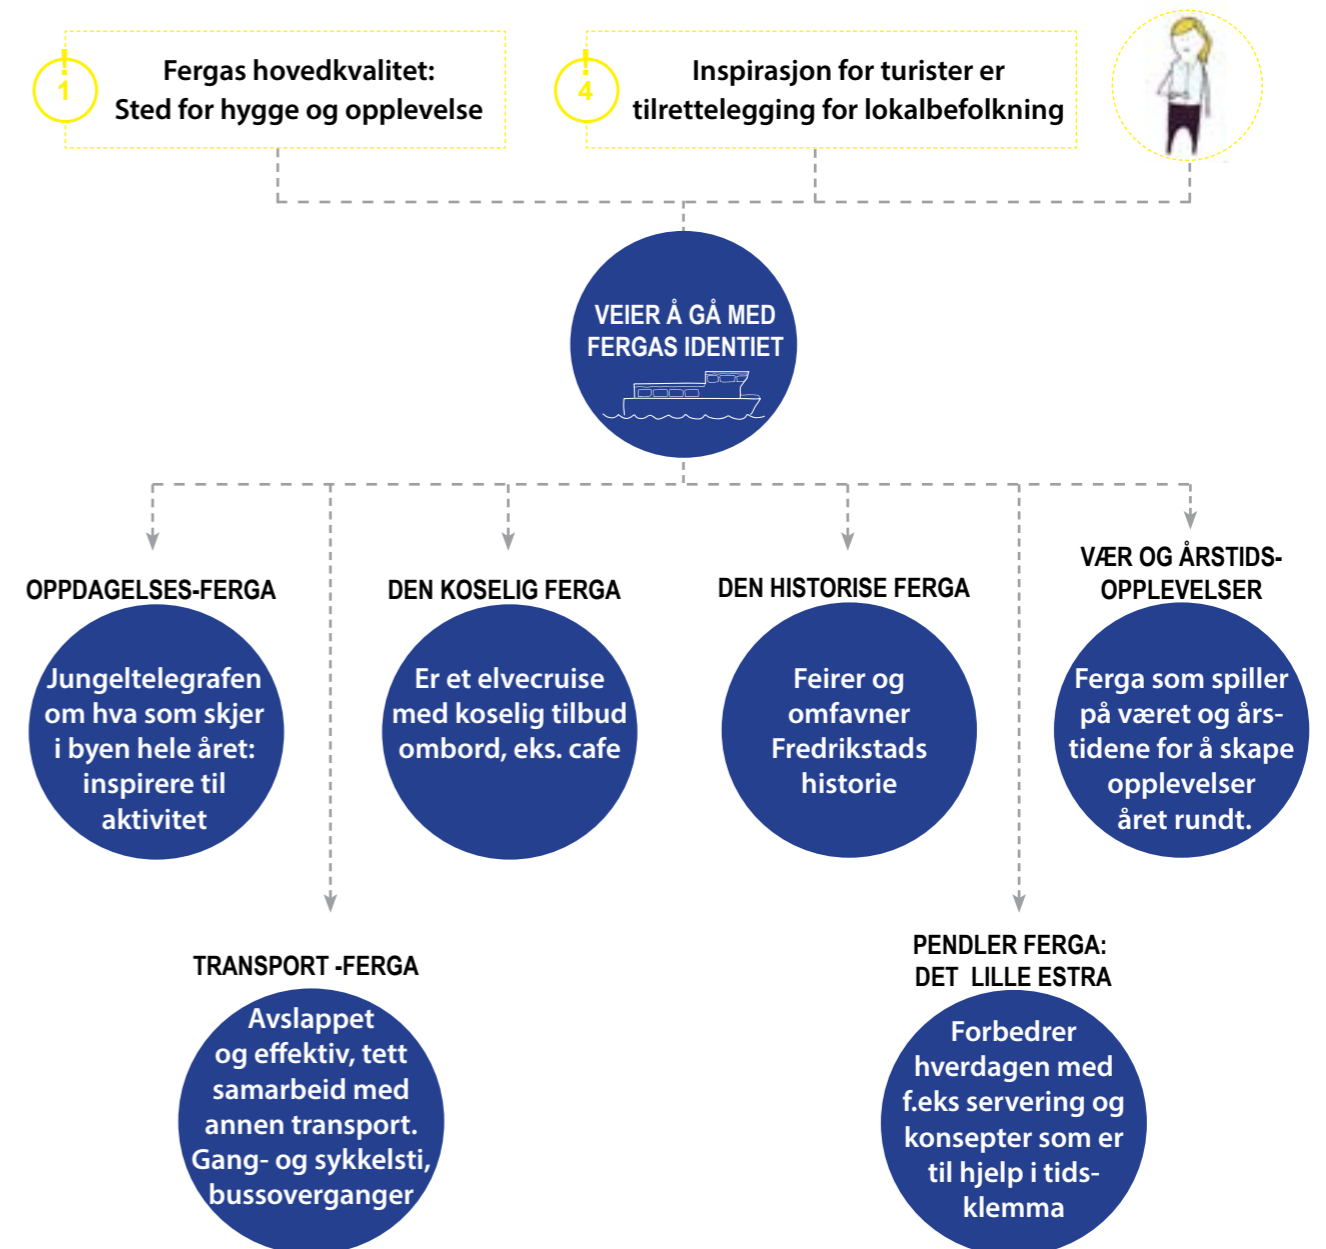 !
1
Fergas hovedkvalitet:
Sted for hygge og opplevelse
!
4
Inspirasjon for turister er
tilrettelegging for lokalbefolkning
VEIER Å GÅ MED
FERGAS IDENTIET
OPPDAGELSES-FERGA
Jungeltelegrafen
om hva som skjer
i byen hele året:
inspirere til
aktivitet
DEN KOSELIG FERGA
Er et elvecruise
med koselig tilbud
ombord, eks. cafe
DEN HISTORISE FERGA
Feirer og
omfavner
Fredrikstads
historie
VÆR OG ÅRSTIDS-
OPPLEVELSER
Ferga som spiller
på været og års-
tidene for å skape
opplevelser
året rundt.
TRANSPORT -FERGA
Avslappet
og effektiv, tett
samarbeid med
annen transport.
Gang- og sykkelsti,
bussoverganger
PENDLER FERGA:
DET LILLE ESTRA
Forbedrer
hverdagen med
f.eks servering og
konsepter som er
til hjelp i tids-
klemma